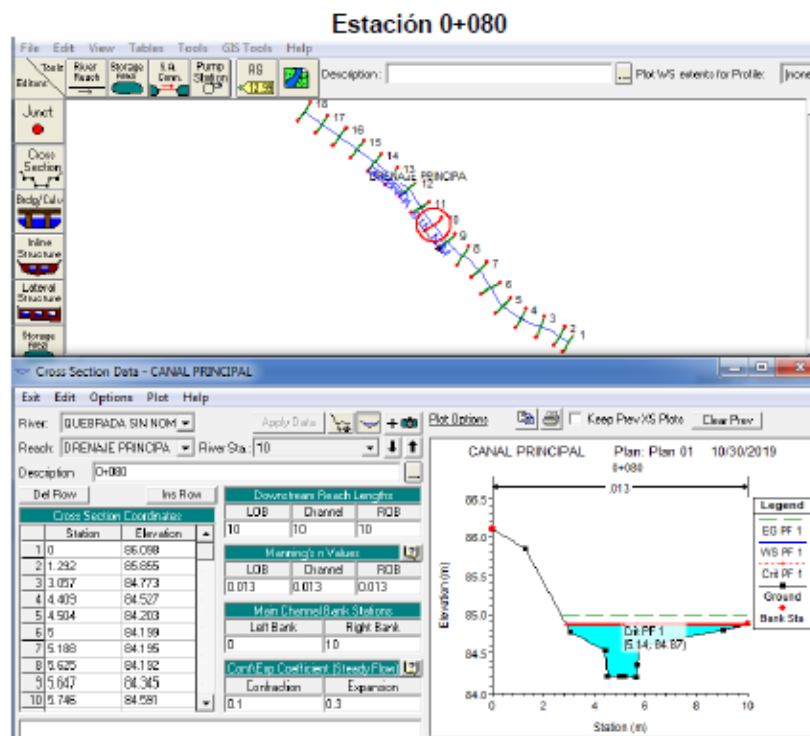 Estación 0+080
File Edit View Tools Tools GIS Tools Help
Tools
Editors
River
Reach
Storage
Area
S.A.
Conn.
Pump
Station
RS
Description:
...
Plot WS extents for Profile:
(none
Junct.
Cross
Section
Brdg/Culv
Inline
Structure
Lateral
Structure
Storage
Area
18
17
16
15
14
13
DRENAJE PRINCIPA
12
11
10
9
8
7
6
5
4
3
2
1
Cross Section Data - CANAL PRINCIPAL
Exit Edit Options Plot Help
River: QUEBRADA SIN NOM
Apply Data
Reach: DRENAJE PRINCIPA River Sta.: 10
Description 0+080
...
Del Row Ins Row
Cross Section Coordinates
Station Elevation
1 0 86.098
2 1.292 85.855
3 3.057 84.773
4 4.409 84.527
5 4.504 84.203
6 5 84.199
7 5.188 84.195
8 5.625 84.192
9 5.647 84.345
10 5.746 84.591
Downstream Reach Lengths
LOB Channel ROB
10 10 10
Manning's n Values
LOB Channel ROB
0.013 0.013 0.013
Main Channel Bank Stations
Left Bank Right Bank
0 10
Cont\Exp Coefficient (Steady Flow)
Contraction Expansion
0.1 0.3
Plot Options Keep Prev XS Plots Clear Prev
CANAL PRINCIPAL Plan: Plan 01 10/30/2019
0+080
.013
Elevation (m)
86.5
86.0
85.5
85.0
84.5
84.0
0 2 4 6 8 10
Station (m)
Crit PF 1
(5.14, 84.87)
Legend
EG PF 1
WS PF 1
Crit PF 1
Ground
Bank Sta